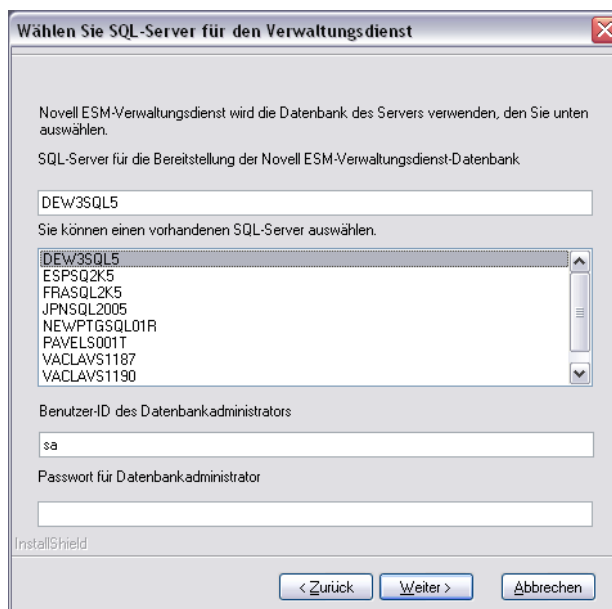 Wählen Sie SQL-Server für den Verwaltungsdienst
Novell ESM-Verwaltungsdienst wird die Datenbank des Servers verwenden, den Sie unten
auswählen.
SQL-Server für die Bereitstellung der Novell ESM-Verwaltungsdienst-Datenbank
DEW3SQL5
Sie können einen vorhandenen SQL-Server auswählen.
DEW3SQL5
ESPSQ2K5
FRASQL2K5
JPNSQL2005
NEWPTGSQL01R
PAVELS001T
VACLAVS1187
VACLAVS1190
Benutzer-ID des Datenbankadministrators
sa
Passwort für Datenbankadministrator
InstallShield
< Zurück
Weiter >
Abbrechen